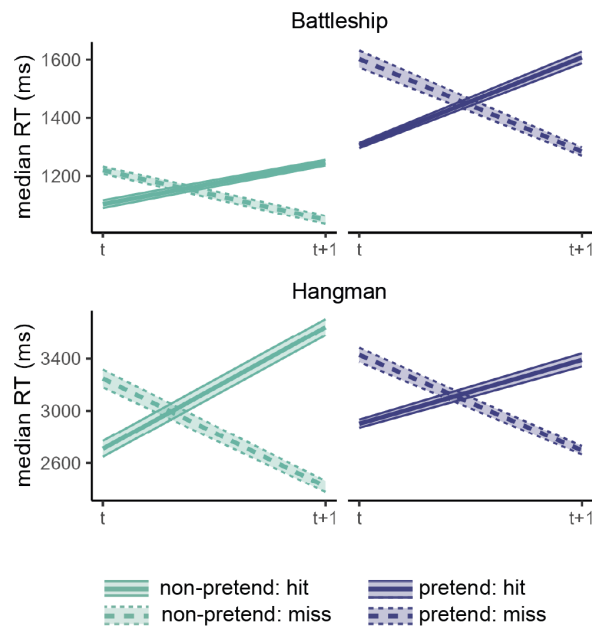 Battleship
median RT (ms)
1600
1400
1200
t
t+1
t
t+1
Hangman
median RT (ms)
3400
3000
2600
t
t+1
t
t+1
non-pretend: hit
pretend: hit
non-pretend: miss
pretend: miss